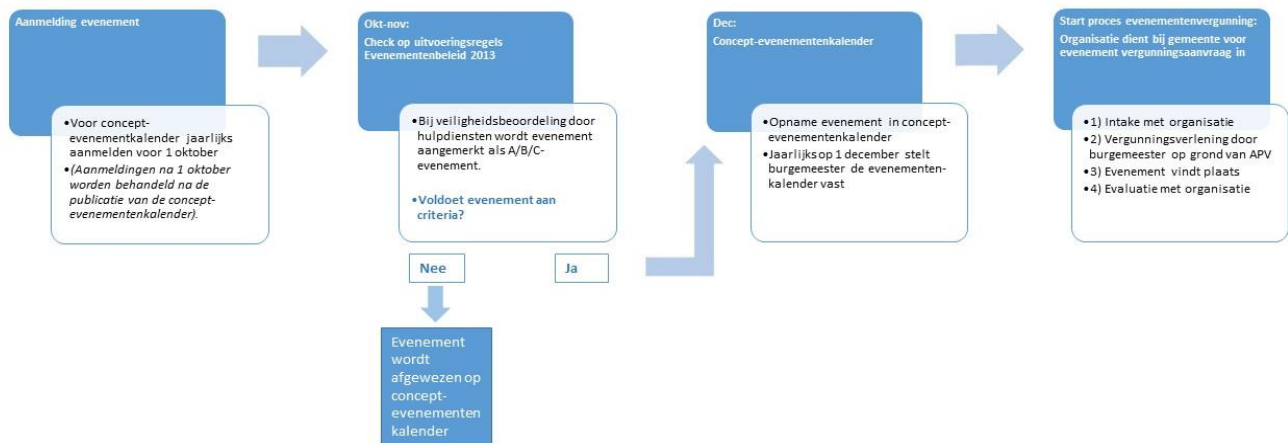 Aanmelding evenement
•Voor concept-
evenementkalender jaarlijks
aanmelden voor 1 oktober
•(Aanmeldingen na 1 oktober
worden behandeld na de
publicatie van de concept-
evenementenkalender).
Okt-nov:
Check op uitvoeringsregels
Evenementenbeleid 2013
•Bij veiligheidsbeoordeling door
hulpdiensten wordt evenement
aangemerkt als A/B/C-
evenement.
•Voldoet evenement aan
criteria?
Nee
Ja
Evenement
wordt
afgewezen op
concept-
evenementen
kalender
Dec:
Concept-evenementenkalender
•Opname evenement in concept-
evenementenkalender
•Jaarlijks op 1 december stelt
burgemeester de evenementen-
kalender vast
Start proces evenementenvergunning:
Organisatie dient bij gemeente voor
evenement vergunningsaanvraag in
•1) Intake met organisatie
•2) Vergunningsverlening door
burgemeester op grond van APV
•3) Evenement vindt plaats
•4) Evaluatie met organisatie